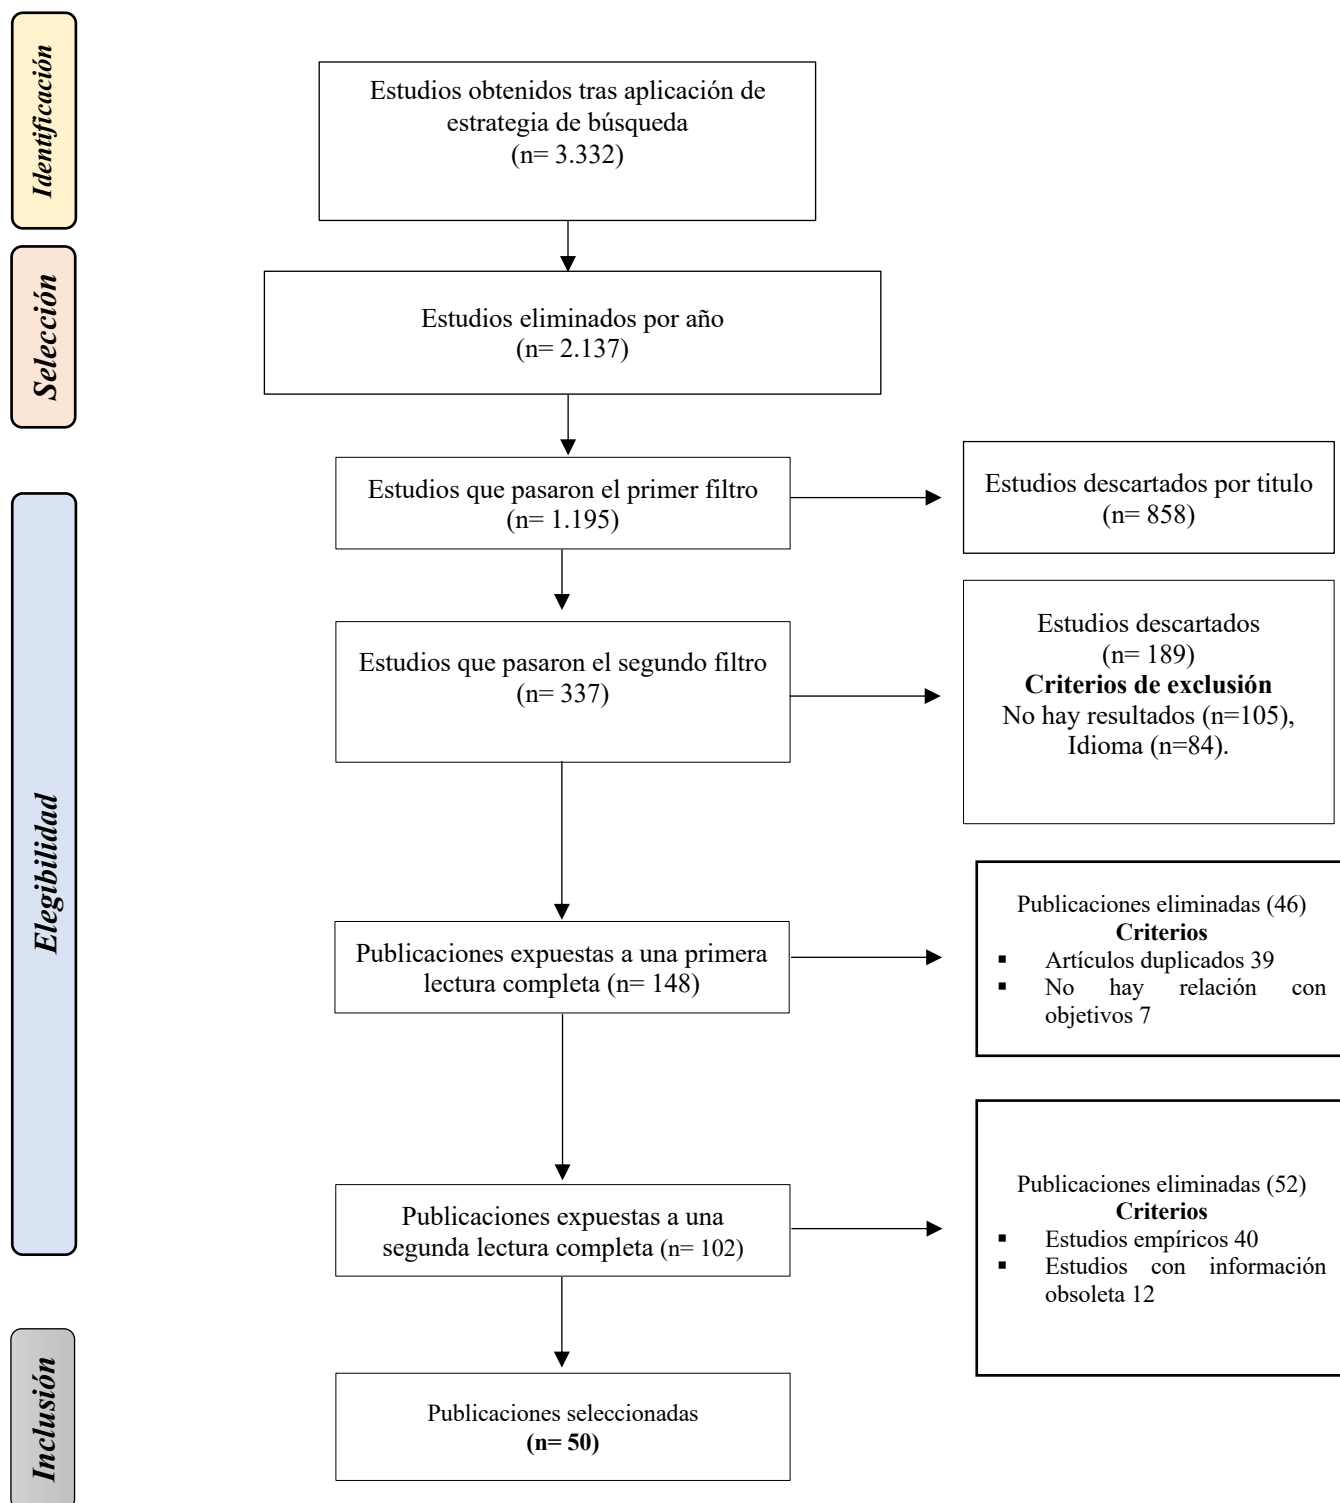 Identificación
Estudios obtenidos tras aplicación de
estrategia de búsqueda
(n= 3.332)
Selección
Estudios eliminados por año
(n= 2.137)
Elegibilidad
Estudios que pasaron el primer filtro
(n= 1.195)
Estudios descartados por titulo
(n= 858)
Estudios que pasaron el segundo filtro
(n= 337)
Estudios descartados
(n= 189)
Criterios de exclusión
No hay resultados (n=105),
Idioma (n=84).
Publicaciones expuestas a una primera
lectura completa (n= 148)
Publicaciones eliminadas (46)
Criterios
▪ Artículos duplicados 39
▪ No hay relación con
objetivos 7
Publicaciones expuestas a una
segunda lectura completa (n= 102)
Publicaciones eliminadas (52)
Criterios
▪ Estudios empíricos 40
▪ Estudios con información
obsoleta 12
Inclusión
Publicaciones seleccionadas
(n= 50)